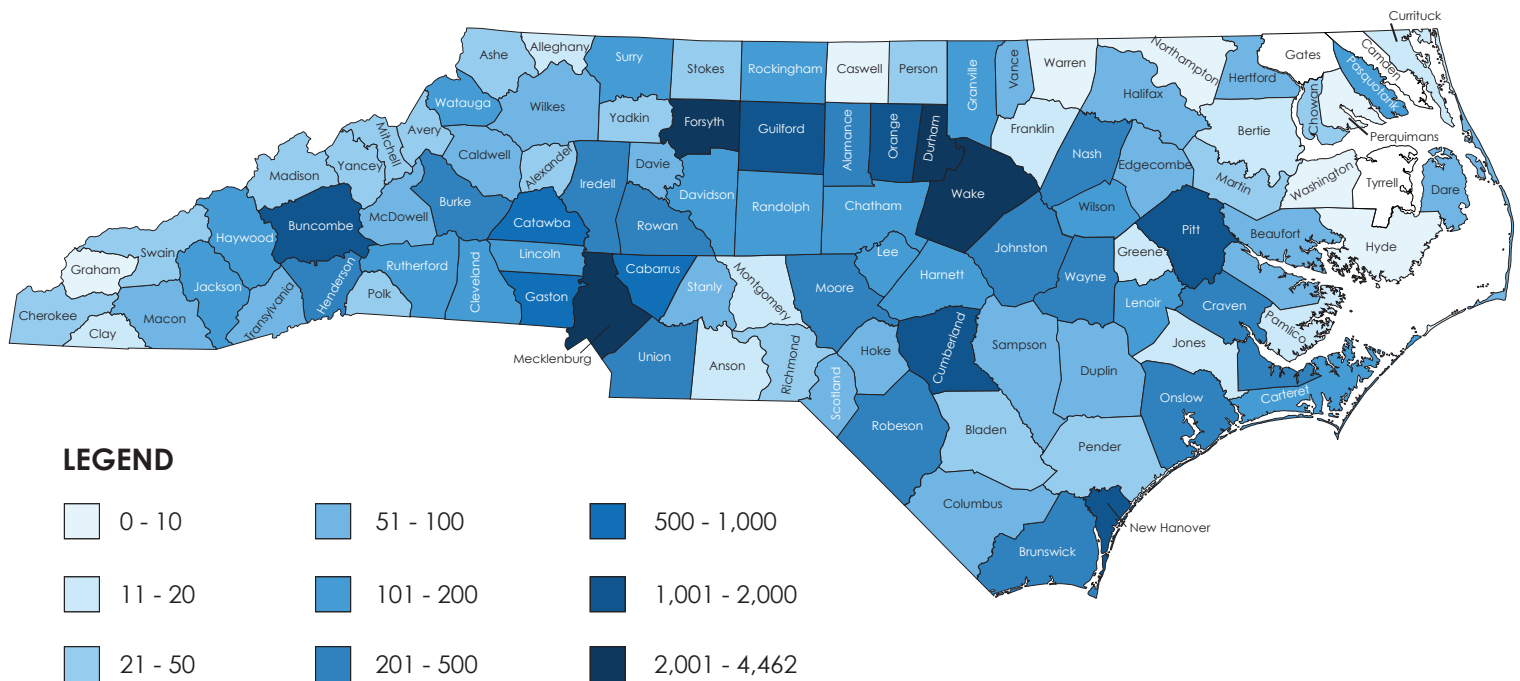 Currituck
Ashe
Alleghany
Surry
Stokes
Rockingham
Caswell
Person
Granville
Vance
Warren
Northampton
Gates
Camden
Pasquotank
Hertford
Halifax
Watauga
Wilkes
Yadkin
Forsyth
Guilford
Alamance
Orange
Durham
Franklin
Bertie
Chowan
Perquimans
Avery
Mitchell
Yancey
Madison
Caldwell
Alexander
Iredell
Davie
Davidson
Randolph
Chatham
Wake
Nash
Edgecombe
Martin
Washington
Tyrrell
Dare
Buncombe
McDowell
Burke
Catawba
Rowan
Lee
Johnston
Wilson
Pitt
Beaufort
Hyde
Haywood
Swain
Graham
Jackson
Rutherford
Cleveland
Lincoln
Gaston
Cabarrus
Stanly
Montgomery
Moore
Harnett
Wayne
Greene
Lenoir
Craven
Pamlico
Cherokee
Clay
Macon
Transylvania
Henderson
Polk
Mecklenburg
Union
Anson
Richmond
Scotland
Hoke
Cumberland
Sampson
Duplin
Jones
Onslow
Carteret
Robeson
Bladen
Pender
Columbus
Brunswick
New Hanover
LEGEND
0 - 10
51 - 100
500 - 1,000
11 - 20
101 - 200
1,001 - 2,000
21 - 50
201 - 500
2,001 - 4,462